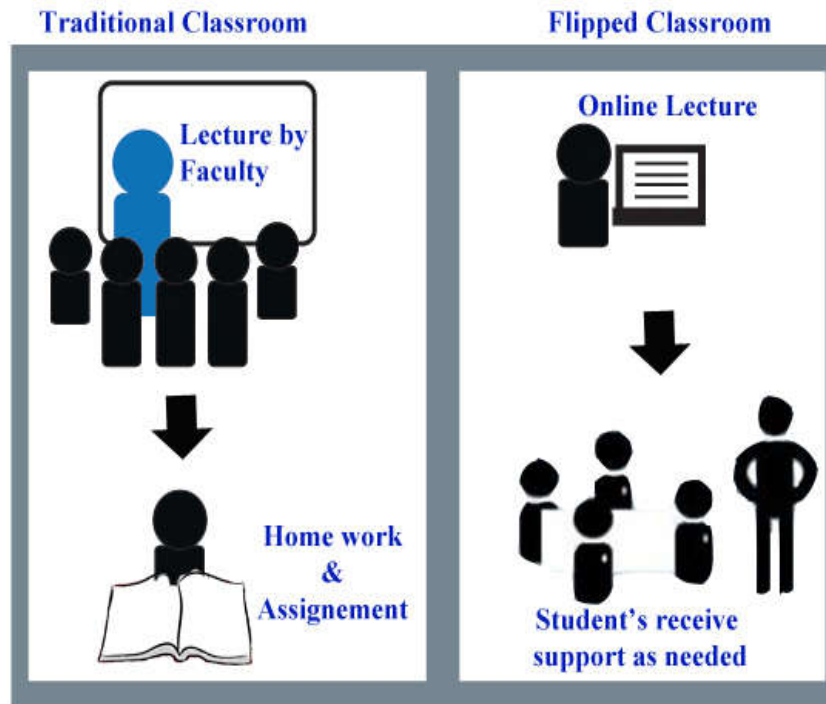 Traditional Classroom
Flipped Classroom
Lecture by
Faculty
Home work
&
Assignement
Online Lecture
Student’s receive
support as needed